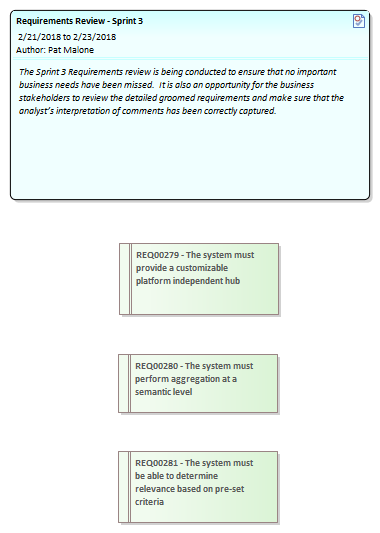 Requirements Review - Sprint 3
2/21/2018 to 2/23/2018
Author: Pat Malone
The Sprint 3 Requirements review is being conducted to ensure that no important
business needs have been missed. It is also an opportunity for the business
stakeholders to review the detailed groomed requirements and make sure that the
analyst's interpretation of comments has been correctly captured.
REQ00279 - The system must
provide a customizable
platform independent hub
REQ00280 - The system must
perform aggregation at a
semantic level
REQ00281 - The system must
be able to determine
relevance based on pre-set
criteria